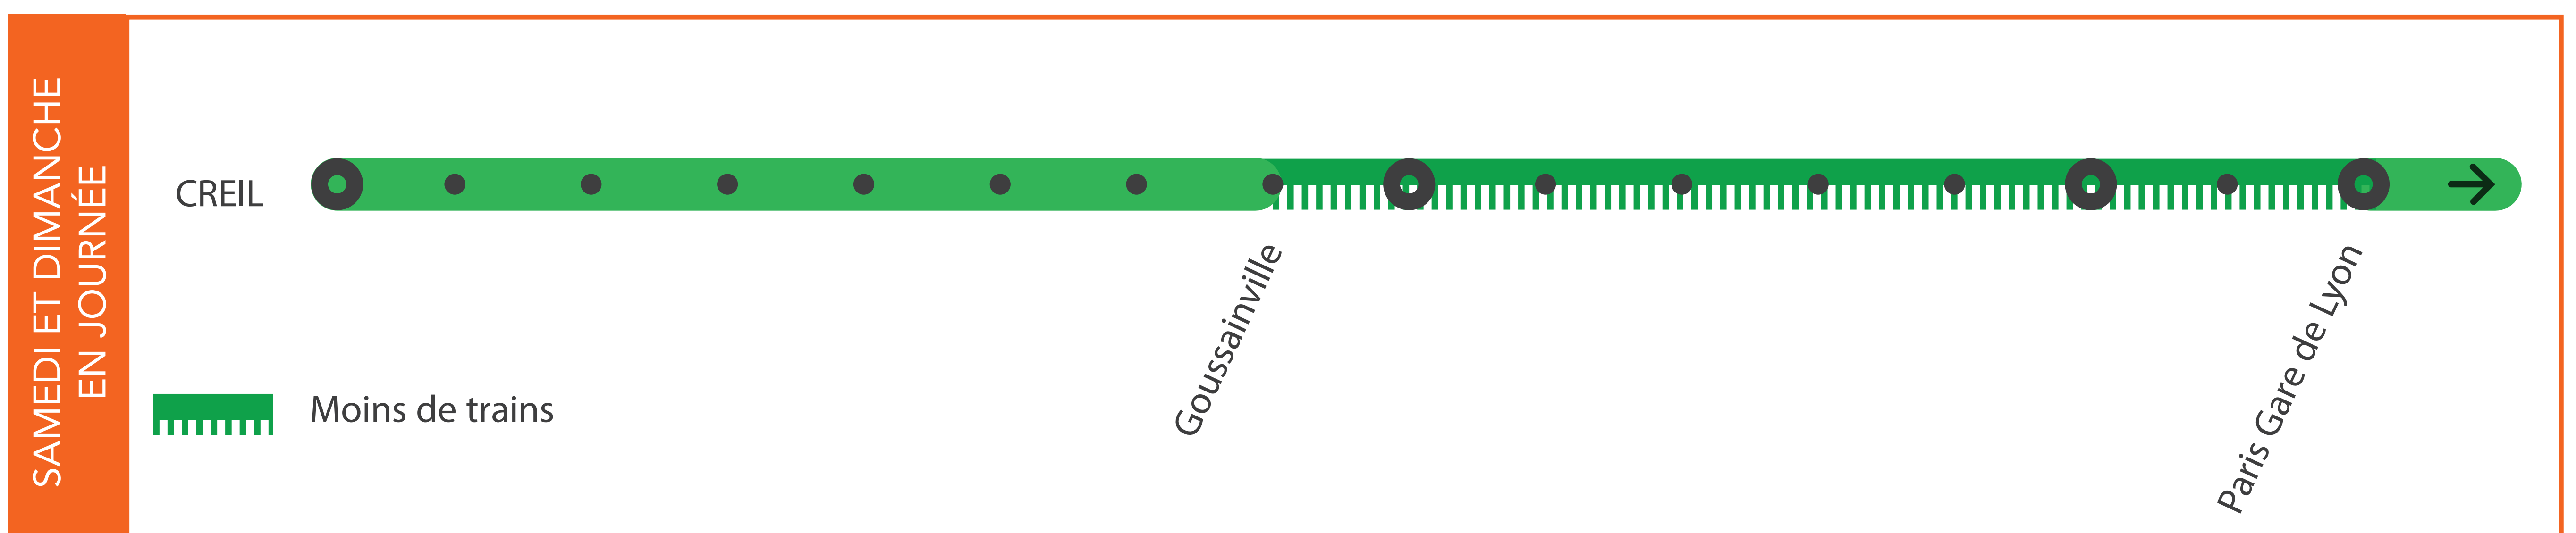 SAMEDI ET DIMANCHE
EN JOURNÉE
CREIL
Goussainville
Paris Gare de Lyon
Moins de trains